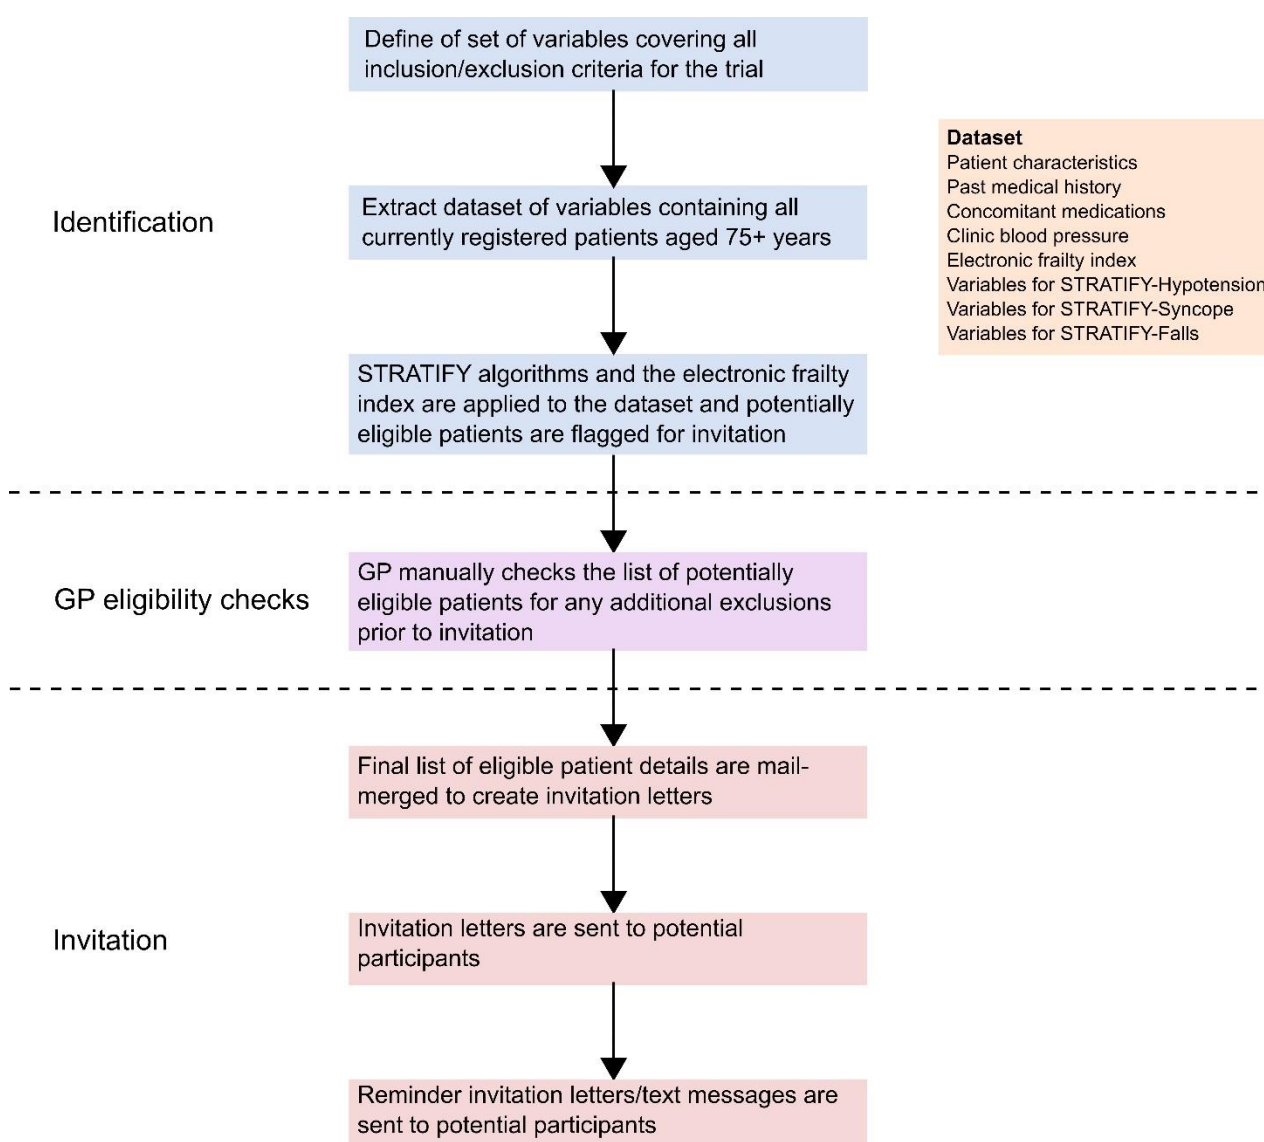 Define of set of variables covering all
inclusion/exclusion criteria for the trial
Identification
Extract dataset of variables containing all
currently registered patients aged 75+ years
STRATIFY algorithms and the electronic frailty
index are applied to the dataset and potentially
eligible patients are flagged for invitation
Dataset
Patient characteristics
Past medical history
Concomitant medications
Clinic blood pressure
Electronic frailty index
Variables for STRATIFY-Hypotension
Variables for STRATIFY-Syncope
Variables for STRATIFY-Falls
GP eligibility checks
GP manually checks the list of potentially
eligible patients for any additional exclusions
prior to invitation
Invitation
Final list of eligible patient details are mail-
merged to create invitation letters
Invitation letters are sent to potential
participants
Reminder invitation letters/text messages are
sent to potential participants